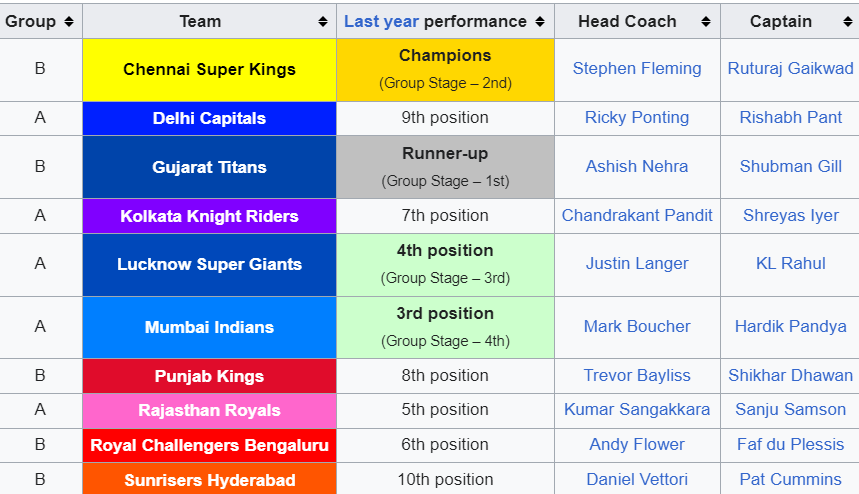 Group Team Last year performance Head Coach Captain
B Chennai Super Kings Champions (Group Stage – 2nd) Stephen Fleming Ruturaj Gaikwad
A Delhi Capitals 9th position Ricky Ponting Rishabh Pant
B Gujarat Titans Runner-up (Group Stage – 1st) Ashish Nehra Shubman Gill
A Kolkata Knight Riders 7th position Chandrakant Pandit Shreyas Iyer
A Lucknow Super Giants 4th position (Group Stage – 3rd) Justin Langer KL Rahul
A Mumbai Indians 3rd position (Group Stage – 4th) Mark Boucher Hardik Pandya
B Punjab Kings 8th position Trevor Bayliss Shikhar Dhawan
A Rajasthan Royals 5th position Kumar Sangakkara Sanju Samson
B Royal Challengers Bengaluru 6th position Andy Flower Faf du Plessis
B Sunrisers Hyderabad 10th position Daniel Vettori Pat Cummins